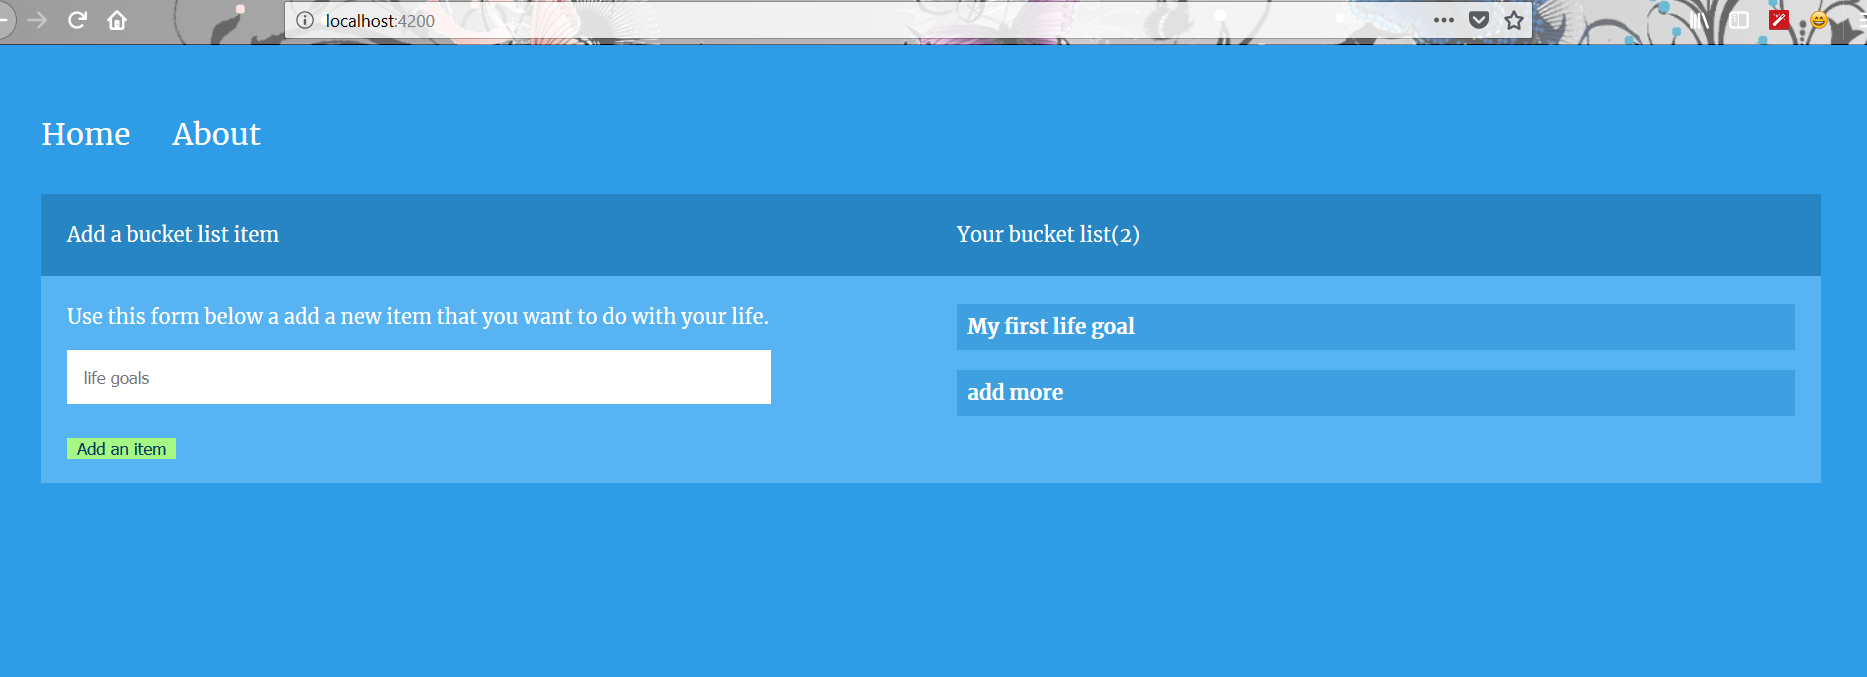 localhost:4200
Home About
Add a bucket list item
Your bucket list(2)
Use this form below a add a new item that you want to do with your life.
life goals
Add an item
My first life goal
add more